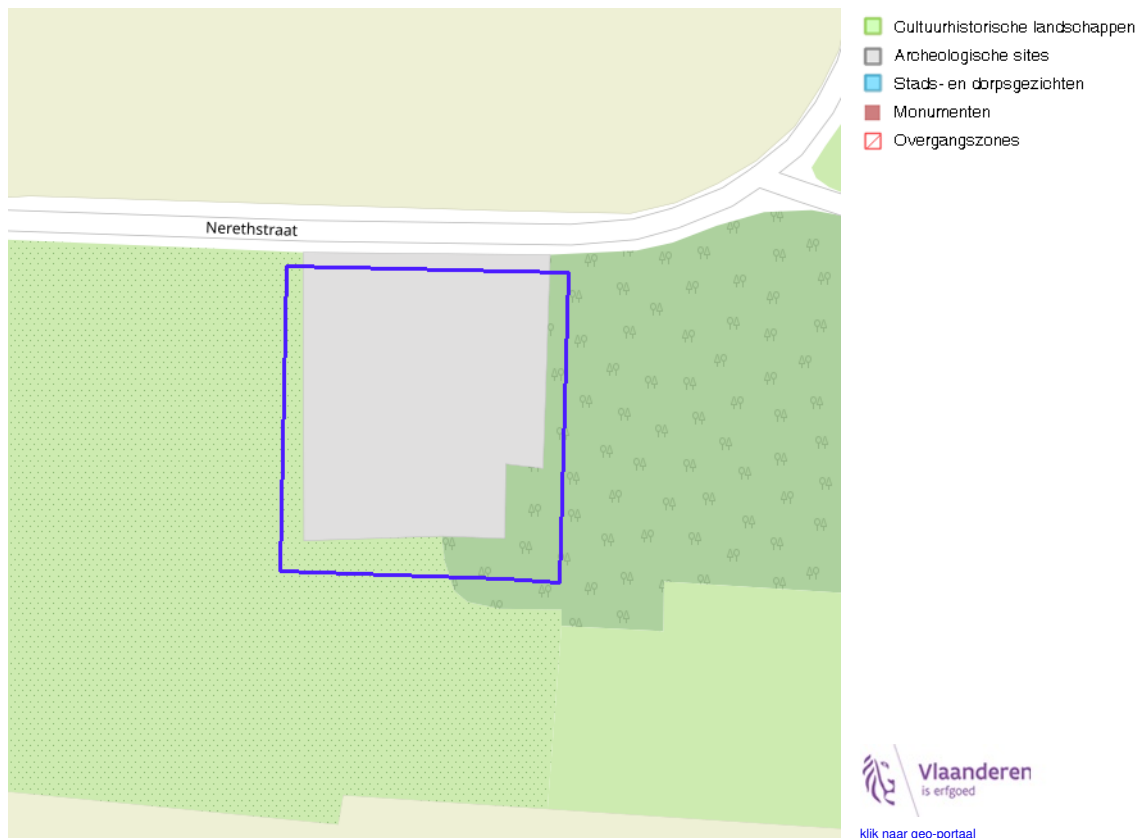 Cultuurhistorische landschappen
Archeologische sites
Stads- en dorpsgezichten
Monumenten
Overgangszones
Nerethstraat
Vlaanderen
is erfgoed
klik naar geo-portaal